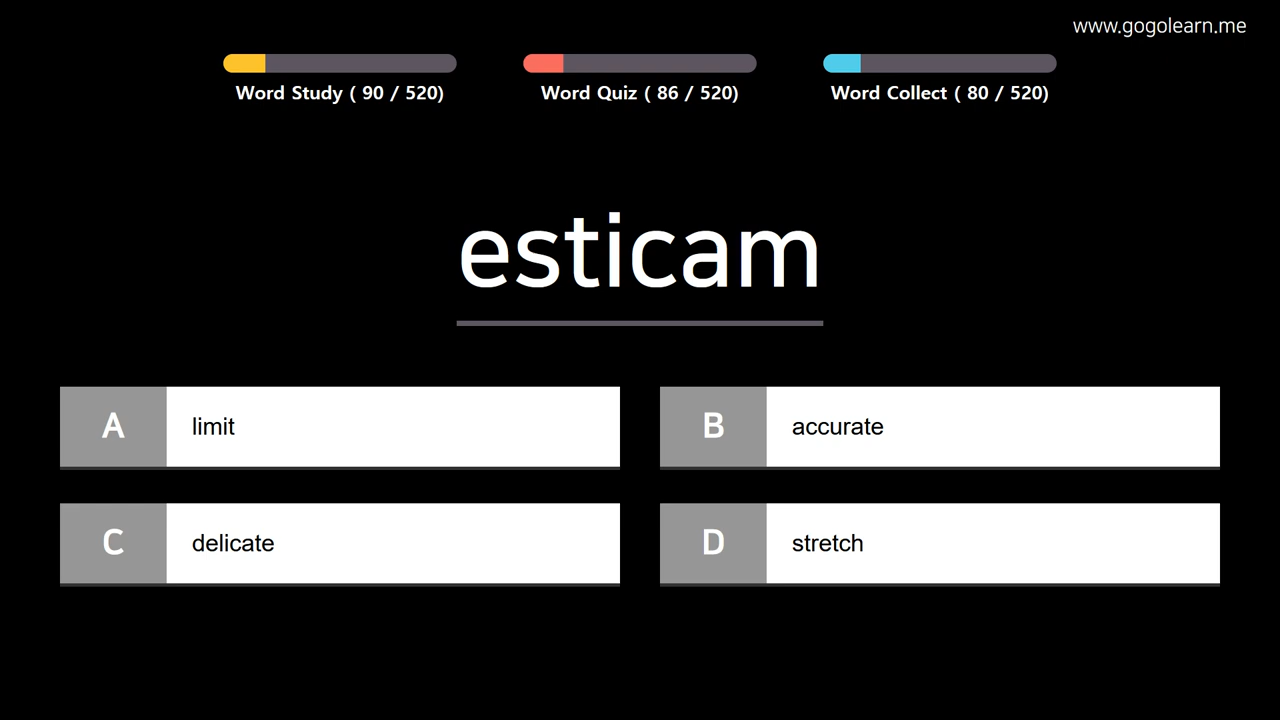 www.gogolearn.me
Word Study ( 90 / 520)
Word Quiz ( 86 / 520)
Word Collect ( 80 / 520)
esticam
A limit
B accurate
C delicate
D stretch